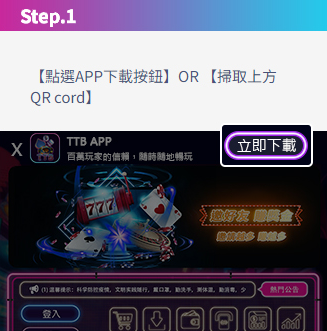 Step.1
【點選APP下載按鈕】OR 【掃取上方
QR cord】
X
TTB APP
百萬玩家的信賴，隨時隨地暢玩
立即下載
邀好友 賺獎金
熱門公告
登入